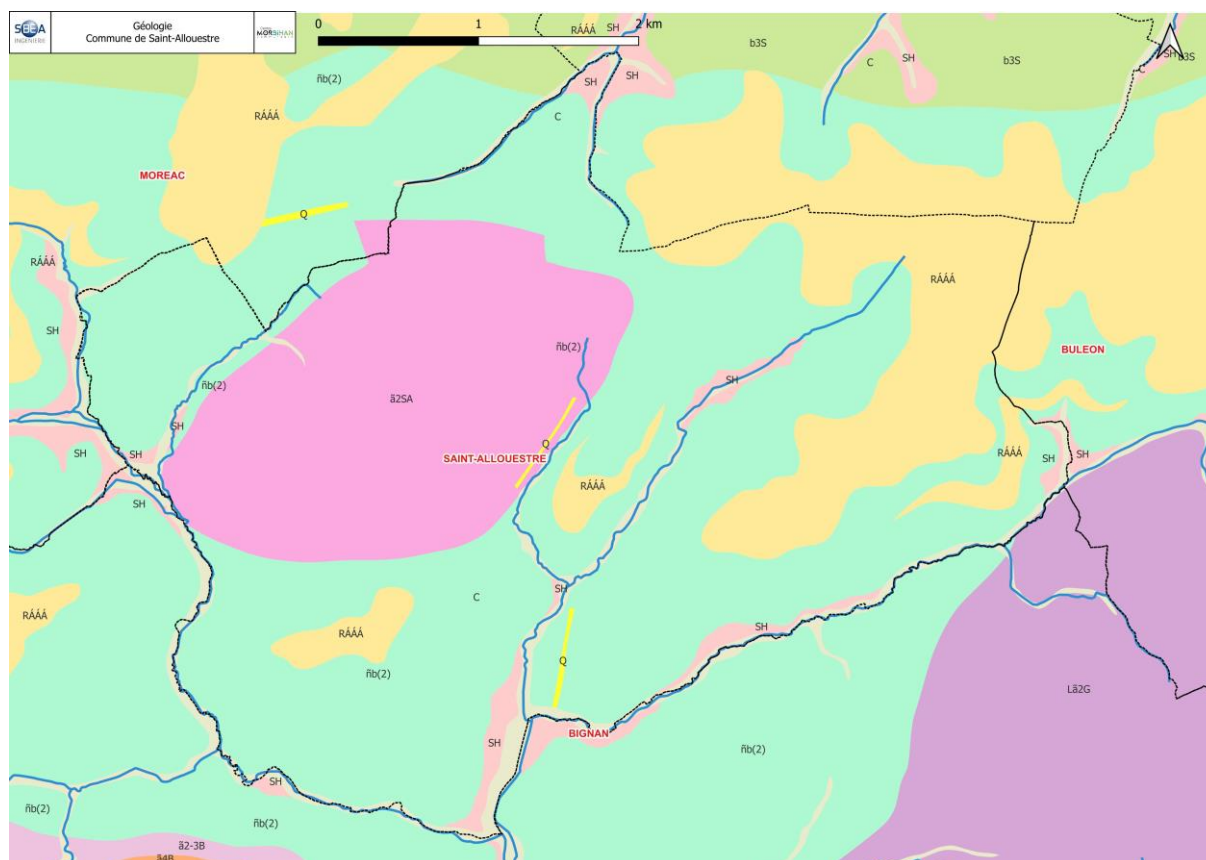 SBEA
INGENIERIE
Géologie
Commune de Saint-Allouestre
MORBIHAN
0 1 2 km
RÁÁÁ
SH
SH
SH
b3S
C
SH
b3S
SH
C
b3S
ñb(2)
RÁÁÁ
C
MOREAC
Q
RÁÁÁ
RÁÁÁ
SH
ñb(2)
ñb(2)
BULEON
SH
ã2SA
SH
Q
SAINT-ALLOUESTRE
SH
SH
RÁÁÁ
SH
SH
RÁÁÁ
SH
RÁÁÁ
C
SH
RÁÁÁ
SH
Q
ñb(2)
Lã2G
BIGNAN
SH
ñb(2)
SH
ñb(2)
ñb(2)
ã2-3B
ã4B